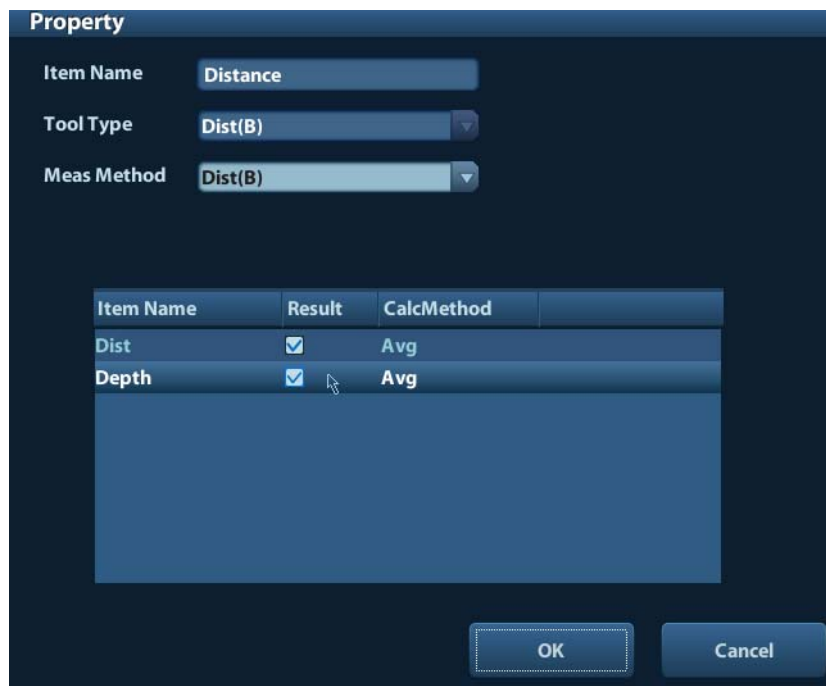 Property
Item Name Distance
Tool Type Dist(B)
Meas Method Dist(B)
Item Name Result CalcMethod
Dist Avg
Depth Avg
OK Cancel